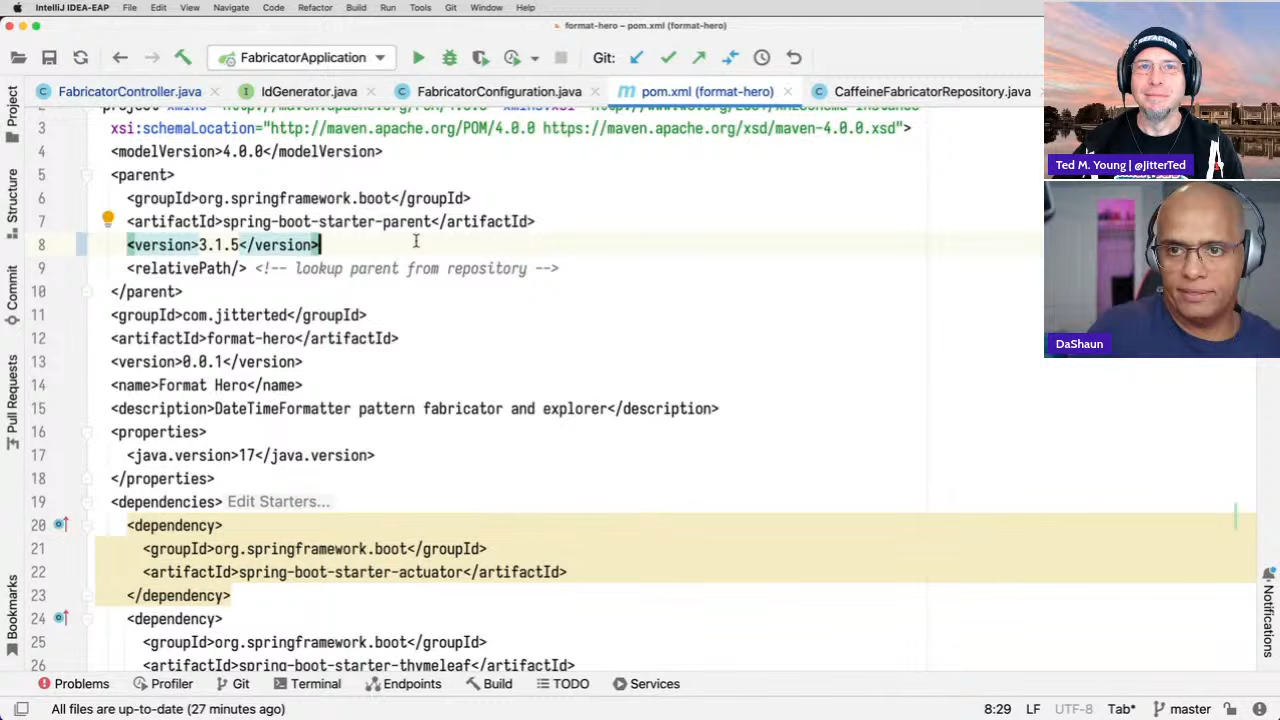 IntelliJ IDEA-EAP File Edit View Navigate Code Refactor Build Run Tools Git Window Help
format-hero – pom.xml (format-hero)
FabricatorApplication
Git:
FabricatorController.java
IdGenerator.java
FabricatorConfiguration.java
pom.xml (format-hero)
CaffeineFabricatorRepository.java
3 xsi:schemaLocation="http://maven.apache.org/POM/4.0.0 https://maven.apache.org/xsd/maven-4.0.0.xsd">
4 <modelVersion>4.0.0</modelVersion>
5 <parent>
6 <groupId>org.springframework.boot</groupId>
7 <artifactId>spring-boot-starter-parent</artifactId>
8 <version>3.1.5</version>
9 <relativePath/> <!-- lookup parent from repository -->
10 </parent>
11 <groupId>com.jitterted</groupId>
12 <artifactId>format-hero</artifactId>
13 <version>0.0.1</version>
14 <name>Format Hero</name>
15 <description>DateTimeFormatter pattern fabricator and explorer</description>
16 <properties>
17 <java.version>17</java.version>
18 </properties>
19 <dependencies> Edit Starters...
20 <dependency>
21 <groupId>org.springframework.boot</groupId>
22 <artifactId>spring-boot-starter-actuator</artifactId>
23 </dependency>
24 <dependency>
25 <groupId>org.springframework.boot</groupId>
26 <artifactId>spring-boot-starter-thymeleaf</artifactId>
Project
Structure
Commit
Pull Requests
Bookmarks
Notifications
Ted M. Young | @JitterTed
DaShaun
Problems Profiler Git Terminal Endpoints Build TODO Services
All files are up-to-date (27 minutes ago)
8:29 LF UTF-8 Tab* master